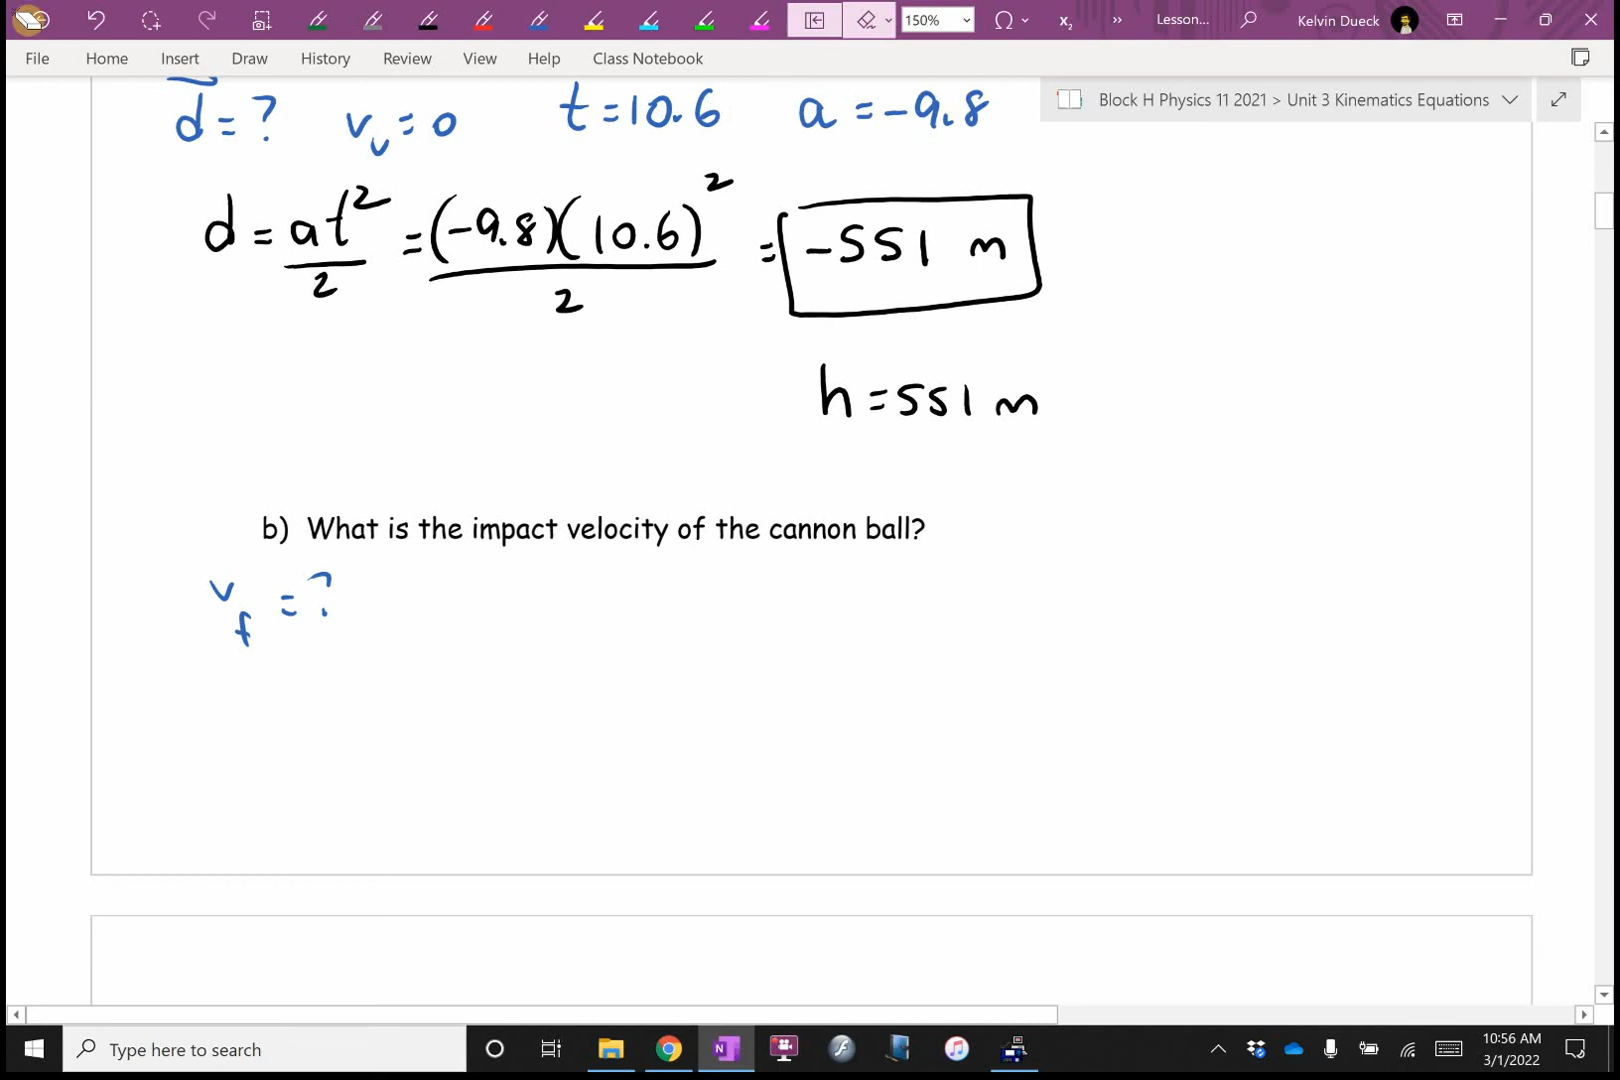 150%
Ω
x₂
››
Lesson...
Kelvin Dueck
File Home Insert Draw History Review View Help Class Notebook
Block H Physics 11 2021 > Unit 3 Kinematics Equations
d = ? vᵥ = 0 t = 10.6 a = -9.8
d = at²/2 = (-9.8)(10.6)²/2 = -551 m
h = 551 m
b) What is the impact velocity of the cannon ball?
v_f = ?
Type here to search
10:56 AM
3/1/2022